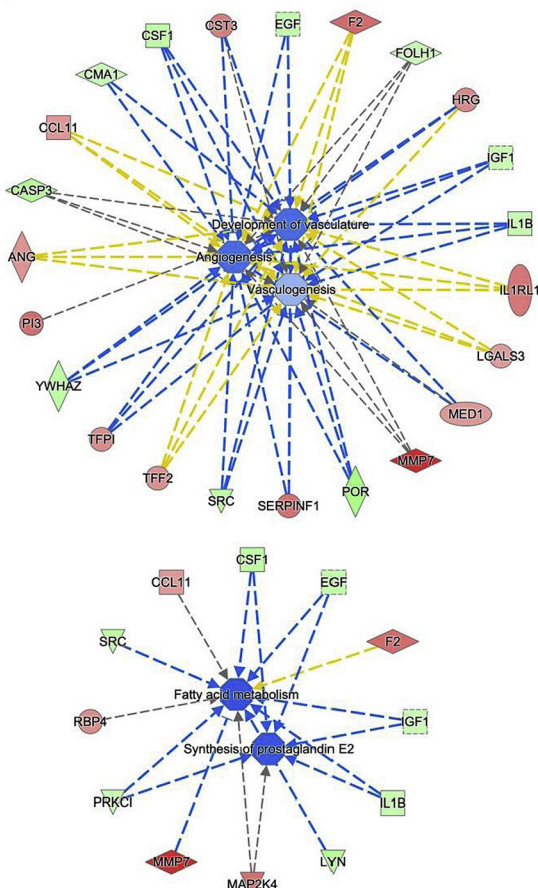 CST3
EGF
F2
CSF1
FOLH1
CMA1
HRG
CCL11
IGF1
CASP3
Development of vasculature
IL1B
Angiogenesis
ANG
Vasculogenesis
IL1RL1
PI3
LGALS3
YWHAZ
MED1
TFPI
MMP7
TFF2
SRC
SERPINF1
POR
CSF1
CCL11
EGF
SRC
F2
Fatty acid metabolism
RBP4
IGF1
Synthesis of prostaglandin E2
PRKCI
IL1B
MMP7
LYN
MAP2K4